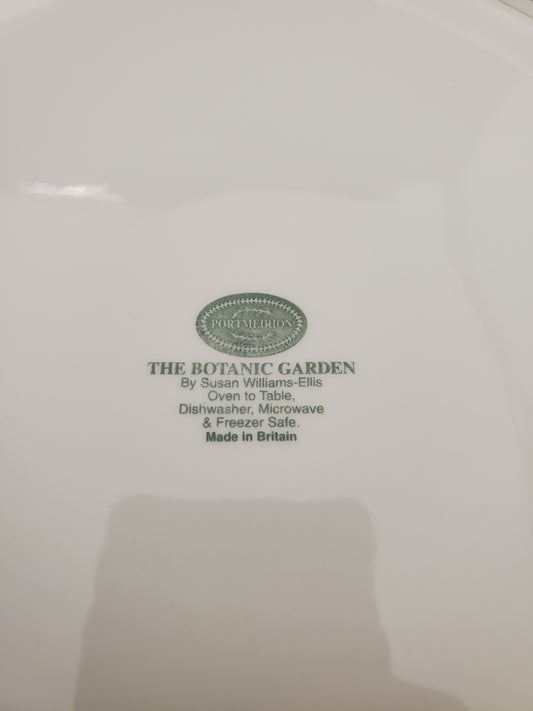 PORTMEIRION
THE BOTANIC GARDEN
By Susan Williams-Ellis
Oven to Table,
Dishwasher, Microwave
& Freezer Safe.
Made in Britain